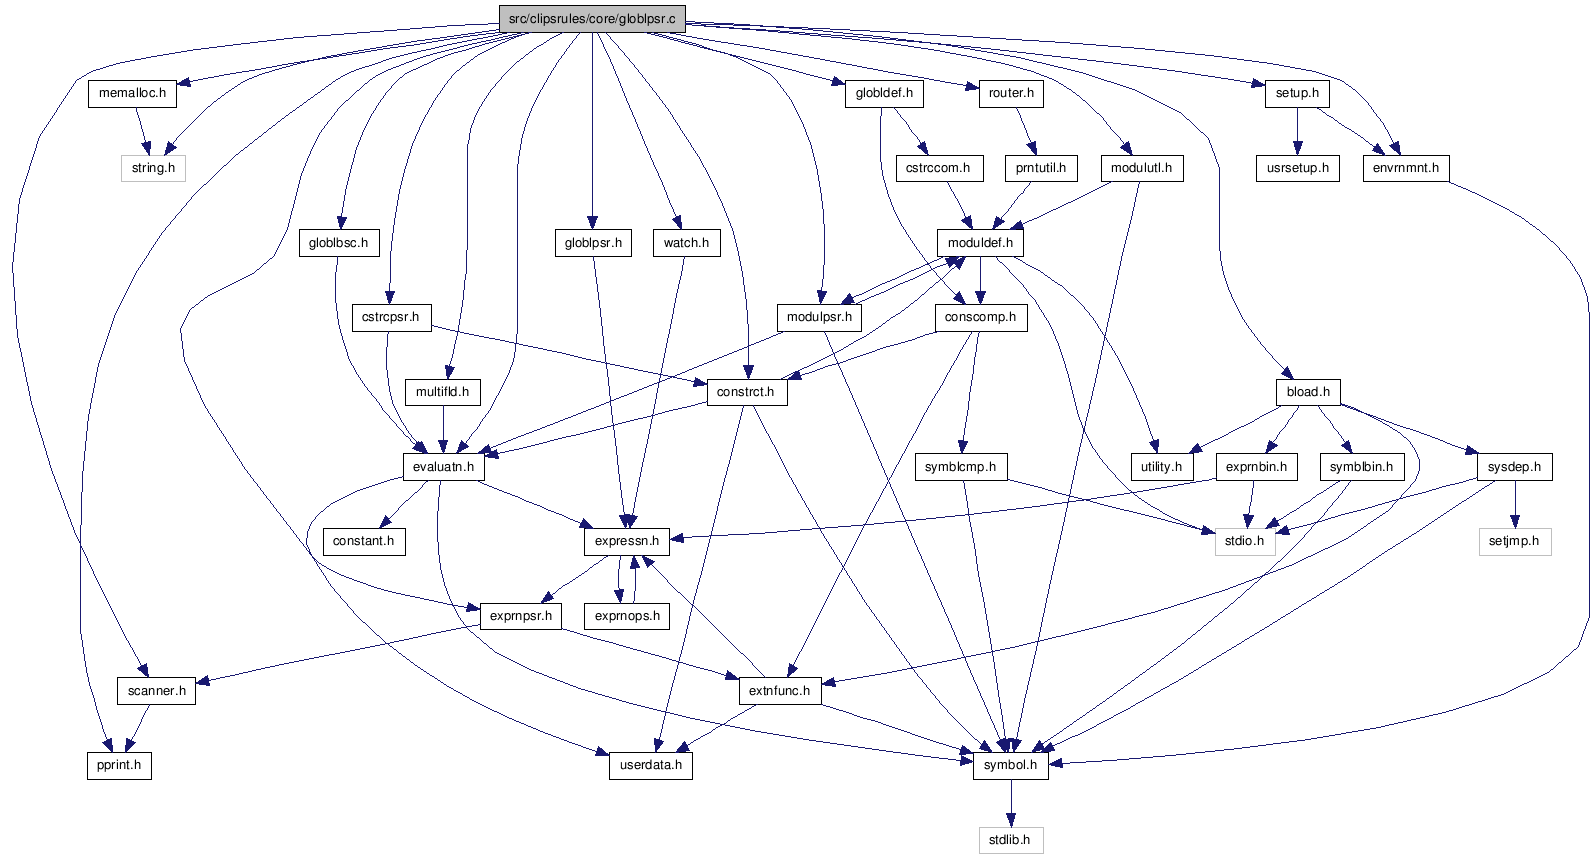 src/clipsrules/core/globlpsr.c
memalloc.h
globldef.h
router.h
setup.h
string.h
cstrccom.h
prntutil.h
modulutl.h
usrsetup.h
envrnmnt.h
globlbsc.h
globlpsr.h
watch.h
moduldef.h
cstrcpsr.h
modulpsr.h
conscomp.h
multifld.h
constrct.h
bload.h
evaluatn.h
symblcmp.h
utility.h
exprnbin.h
symblbin.h
sysdep.h
constant.h
expressn.h
stdio.h
setjmp.h
exprnpsr.h
exprnops.h
scanner.h
extnfunc.h
pprint.h
userdata.h
symbol.h
stdlib.h